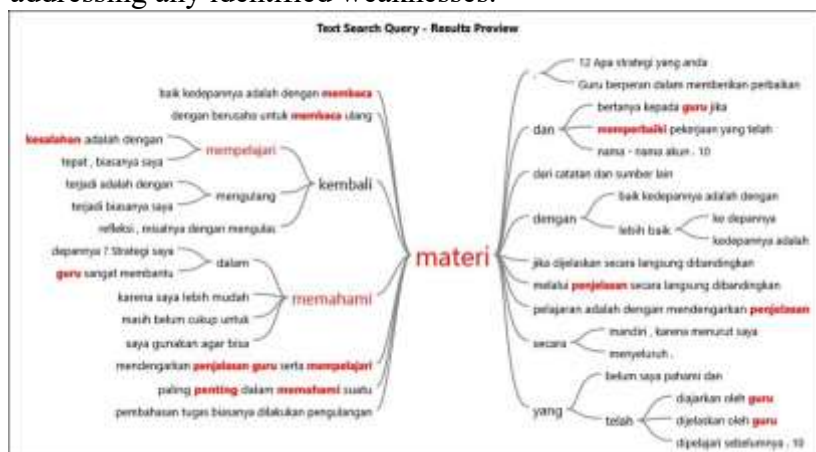 addressing any identified weaknesses.
Text Search Query - Results Preview
baik kedepannya adalah dengan membaca
dengan berusaha untuk membaca ulang
kesalahan adalah dengan
tepat , biasanya saya
mempelajari
terjadi adalah dengan
terjadi biasanya saya
mengulang
refleksi , misalnya dengan mengulas
kembali
depannya ? Strategi saya
guru sangat membantu
dalam
karena saya lebih mudah
masih belum cukup untuk
saya gunakan agar bisa
memahami
mendengarkan penjelasan guru serta mempelajari
paling penting dalam memahami suatu
pembahasan tugas biasanya dilakukan pengulangan
materi
.
12 Apa strategi yang anda
Guru berperan dalam memberikan perbaikan
dan
bertanya kepada guru jika
memperbaiki pekerjaan yang telah
nama - nama akun . 10
dari catatan dan sumber lain
dengan
baik kedepannya adalah dengan
lebih baik
ke depannya
kedepannya adalah
jika dijelaskan secara langsung dibandingkan
melalui penjelasan secara langsung dibandingkan
pelajaran adalah dengan mendengarkan penjelasan
secara
mandiri , karena menurut saya
menyeluruh .
yang
belum saya pahami dan
telah
diajarkan oleh guru
dijelaskan oleh guru
dipelajari sebelumnya . 10